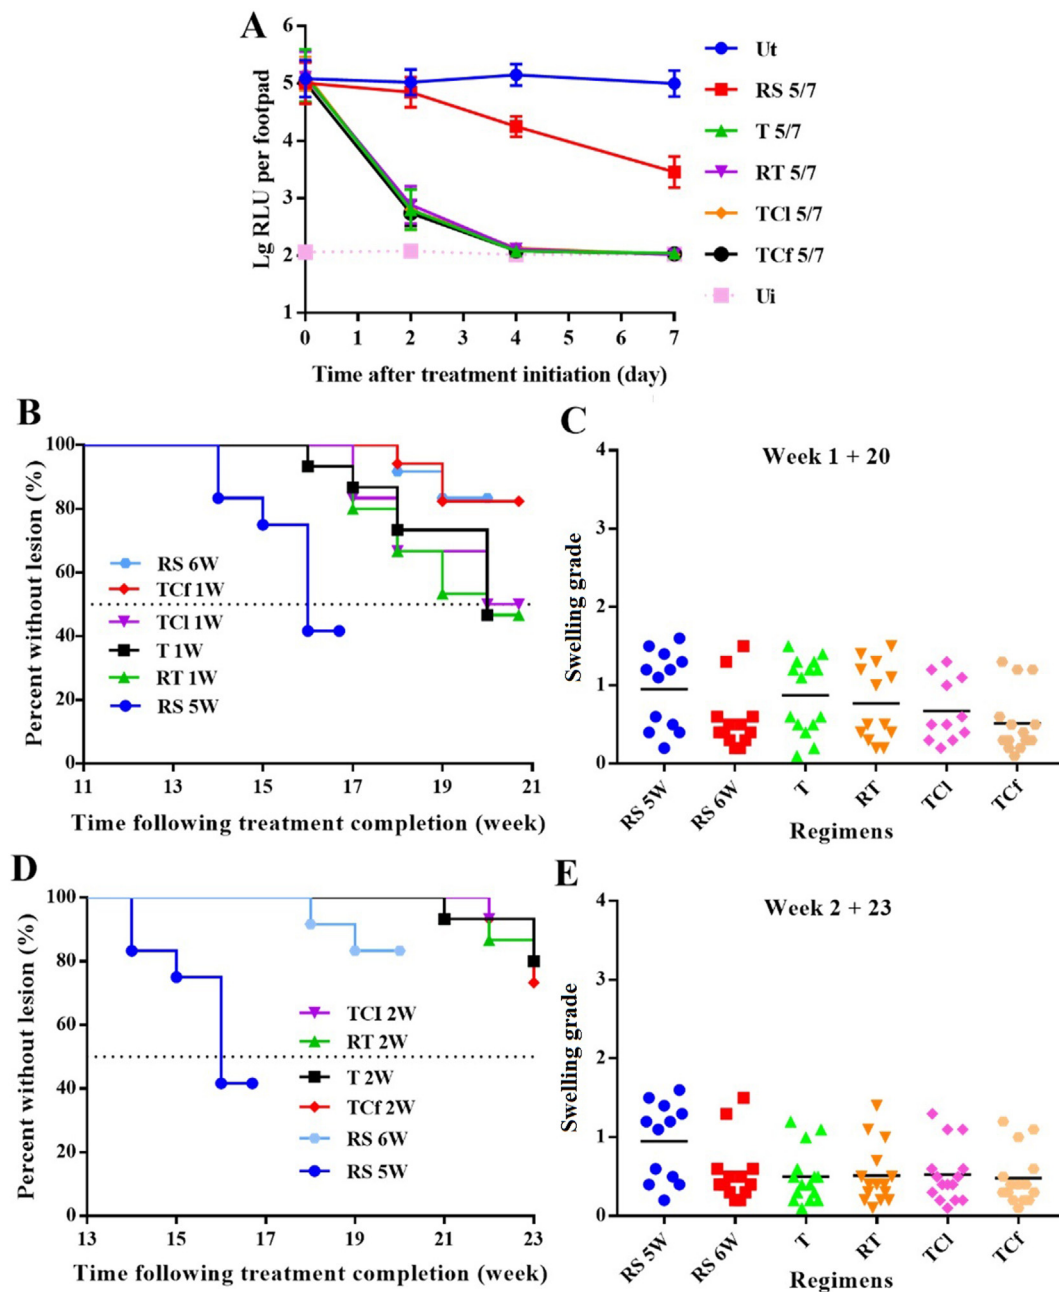 A
Lg RLU per footpad
6
5
4
3
2
1
0 1 2 3 4 5 6 7
Time after treatment initiation (day)
Ut
RS 5/7
T 5/7
RT 5/7
TCl 5/7
TCf 5/7
Ui
B
Percent without lesion (%)
100
80
60
40
20
0
RS 6W
TCf 1W
TCl 1W
T 1W
RT 1W
RS 5W
11 13 15 17 19 21
Time following treatment completion (week)
C
Week 1 + 20
Swelling grade
4
3
2
1
0
RS 5W
RS 6W
T
RT
TCl
TCf
Regimens
D
Percent without lesion (%)
100
80
60
40
20
0
TCl 2W
RT 2W
T 2W
TCf 2W
RS 6W
RS 5W
13 15 17 19 21 23
Time following treatment completion (week)
E
Week 2 + 23
Swelling grade
4
3
2
1
0
RS 5W
RS 6W
T
RT
TCl
TCf
Regimens